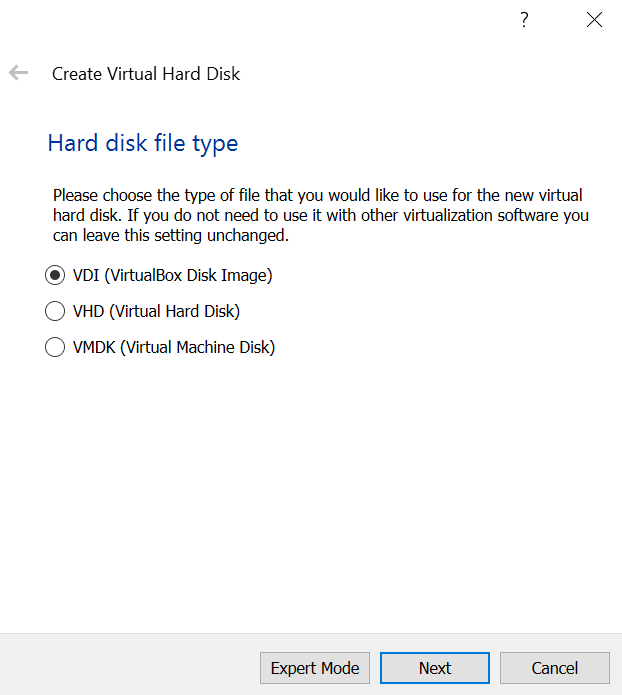 ?
Create Virtual Hard Disk
Hard disk file type
Please choose the type of file that you would like to use for the new virtual
hard disk. If you do not need to use it with other virtualization software you
can leave this setting unchanged.
VDI (VirtualBox Disk Image)
VHD (Virtual Hard Disk)
VMDK (Virtual Machine Disk)
Expert Mode Next Cancel